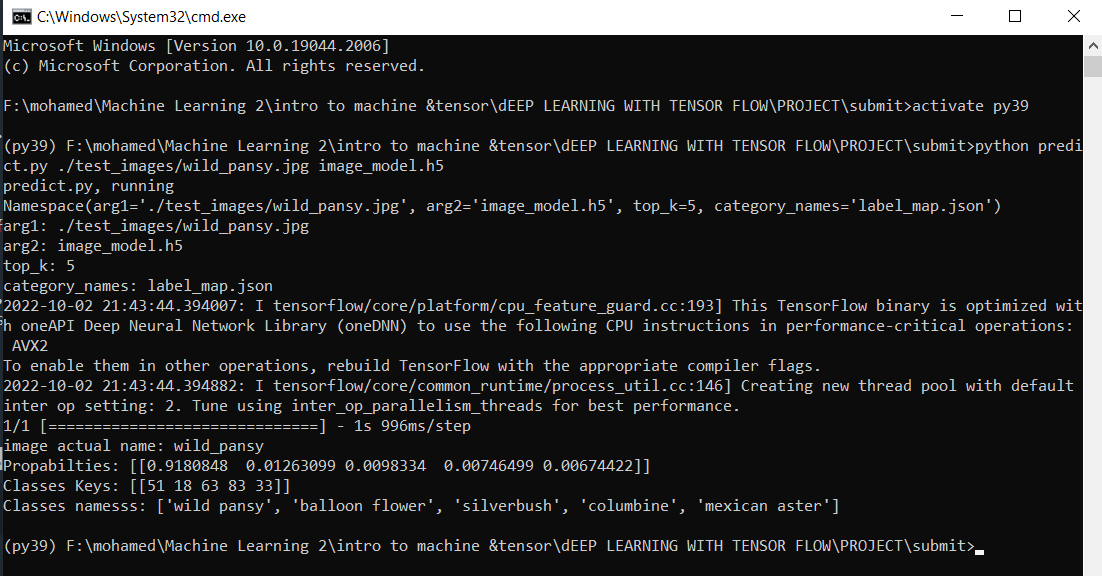 C:\Windows\System32\cmd.exe
Microsoft Windows [Version 10.0.19044.2006]
(c) Microsoft Corporation. All rights reserved.
F:\mohamed\Machine Learning 2\intro to machine &tensor\dEEP LEARNING WITH TENSOR FLOW\PROJECT\submit>activate py39
(py39) F:\mohamed\Machine Learning 2\intro to machine &tensor\dEEP LEARNING WITH TENSOR FLOW\PROJECT\submit>python predi
ct.py ./test_images/wild_pansy.jpg image_model.h5
predict.py, running
Namespace(arg1='./test_images/wild_pansy.jpg', arg2='image_model.h5', top_k=5, category_names='label_map.json')
arg1: ./test_images/wild_pansy.jpg
arg2: image_model.h5
top_k: 5
category_names: label_map.json
2022-10-02 21:43:44.394007: I tensorflow/core/platform/cpu_feature_guard.cc:193] This TensorFlow binary is optimized wit
h oneAPI Deep Neural Network Library (oneDNN) to use the following CPU instructions in performance-critical operations:
AVX2
To enable them in other operations, rebuild TensorFlow with the appropriate compiler flags.
2022-10-02 21:43:44.394882: I tensorflow/core/common_runtime/process_util.cc:146] Creating new thread pool with default
inter op setting: 2. Tune using inter_op_parallelism_threads for best performance.
1/1 [==============================] - 1s 996ms/step
image actual name: wild_pansy
Propabilties: [[0.9180848  0.01263099 0.0098334  0.00746499 0.00674422]]
Classes Keys: [[51 18 63 83 33]]
Classes namesss: ['wild pansy', 'balloon flower', 'silverbush', 'columbine', 'mexican aster']
(py39) F:\mohamed\Machine Learning 2\intro to machine &tensor\dEEP LEARNING WITH TENSOR FLOW\PROJECT\submit>